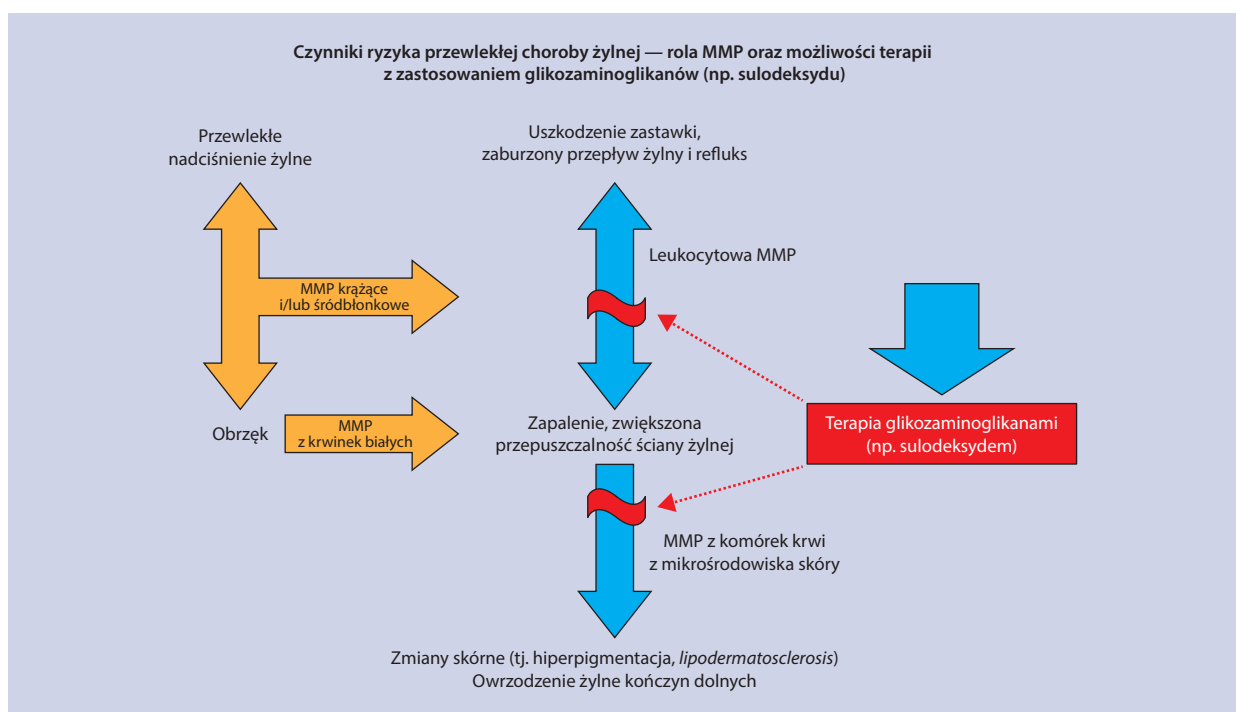 Czynniki ryzyka przewlekłej choroby żylnej — rola MMP oraz możliwości terapii
z zastosowaniem glikozaminoglikanów (np. sulodeksydu)
Przewlekłe
nadciśnienie żylne
Uszkodzenie zastawki,
zaburzony przepływ żylny i refluks
Leukocytowa MMP
MMP krążące
i/lub śródbłonkowe
Obrzęk
MMP
z krwinek białych
Zapalenie, zwiększona
przepuszczalność ściany żylnej
Terapia glikozaminoglikanami
(np. sulodeksydem)
MMP z komórek krwi
z mikrośrodowiska skóry
Zmiany skórne (tj. hiperpigmentacja, lipodermatosclerosis)
Owrzodzenie żylne kończyn dolnych